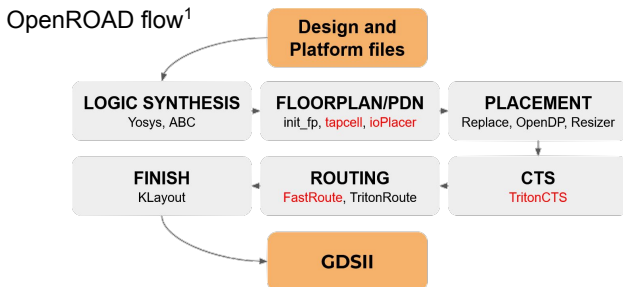 OpenROAD flow1
Design and
Platform files
LOGIC SYNTHESIS
Yosys, ABC
FLOORPLAN/PDN
init_fp, tapcell, ioPlacer
PLACEMENT
Replace, OpenDP, Resizer
FINISH
KLayout
ROUTING
FastRoute, TritonRoute
CTS
TritonCTS
GDSII